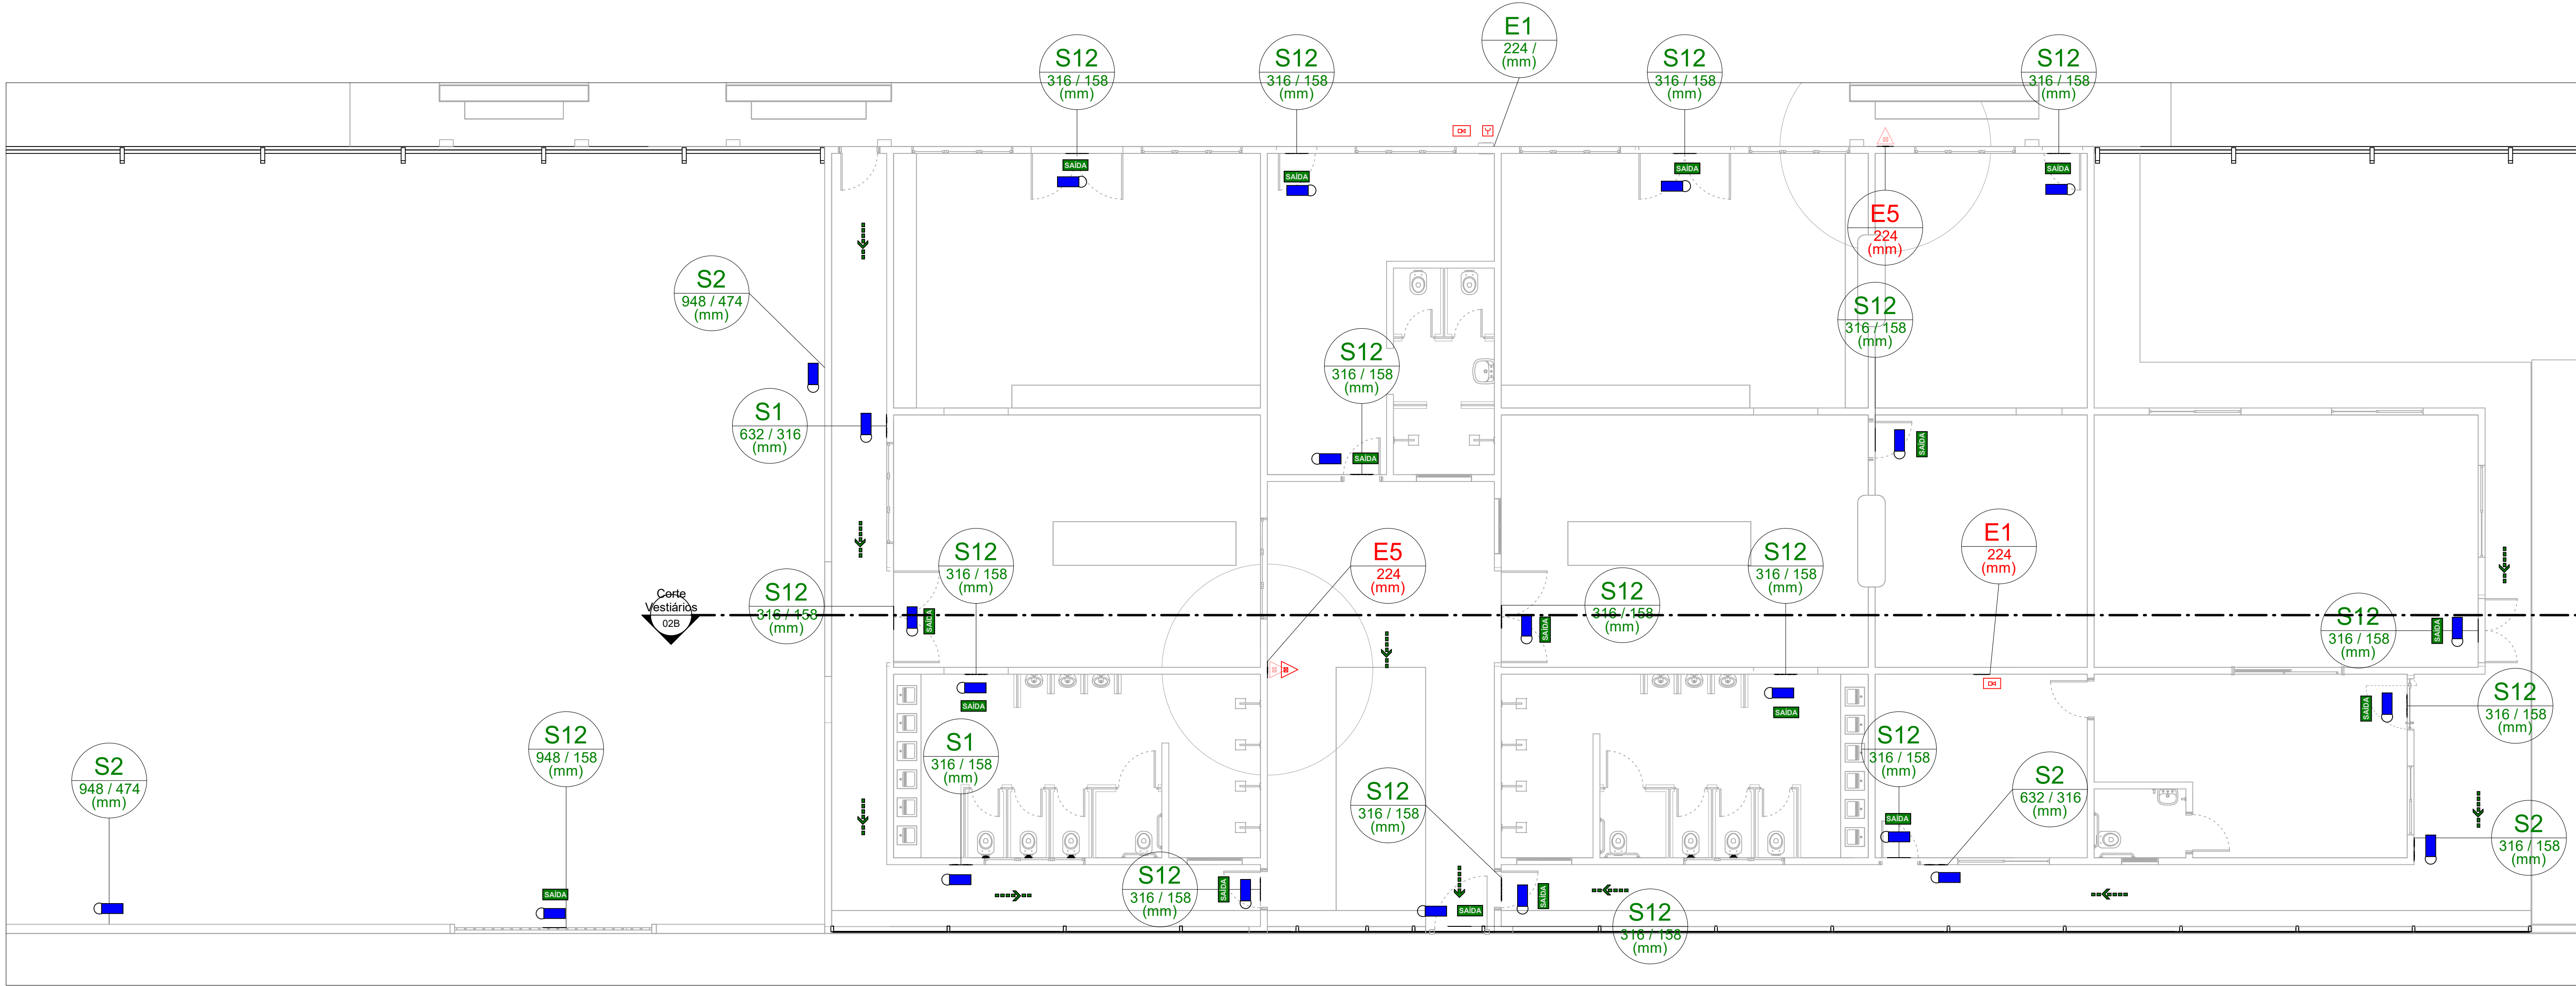 E1
224 /
(mm)
S12
316 / 158
(mm)
S12
316 / 158
(mm)
S12
316 / 158
(mm)
S12
316 / 158
(mm)
SAÍDA
SAÍDA
SAÍDA
SAÍDA
E5
224
(mm)
S2
948 / 474
(mm)
S12
316 / 158
(mm)
S12
316 / 158
(mm)
S1
632 / 316
(mm)
SAÍDA
SAÍDA
S12
316 / 158
(mm)
E5
224
(mm)
S12
316 / 158
(mm)
E1
224
(mm)
S12
316 / 158
(mm)
S12
316 / 158
(mm)
S12
316 / 158
(mm)
Corte
Vestiários
02B
SAÍDA
SAÍDA
SAÍDA
SAÍDA
SAÍDA
SAÍDA
S12
316 / 158
(mm)
S12
948 / 158
(mm)
S1
316 / 158
(mm)
S12
316 / 158
(mm)
S2
948 / 474
(mm)
S12
316 / 158
(mm)
S2
632 / 316
(mm)
S2
316 / 158
(mm)
SAÍDA
S12
316 / 158
(mm)
SAÍDA
SAÍDA
SAÍDA
SAÍDA
S12
316 / 158
(mm)